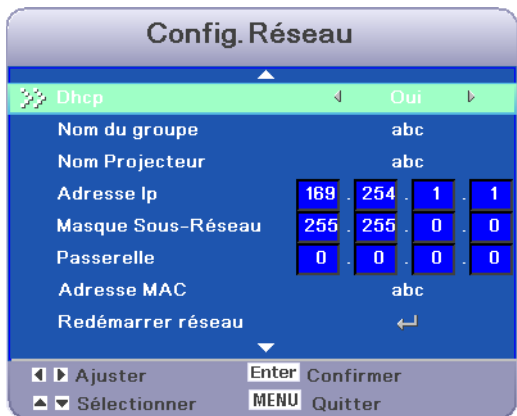 Config. Réseau
Dhcp Oui
Nom du groupe abc
Nom Projecteur abc
Adresse Ip 169 . 254 . 1 . 1
Masque Sous-Réseau 255 . 255 . 0 . 0
Passerelle 0 . 0 . 0 . 0
Adresse MAC abc
Redémarrer réseau
Ajuster Enter Confirmer
Sélectionner MENU Quitter